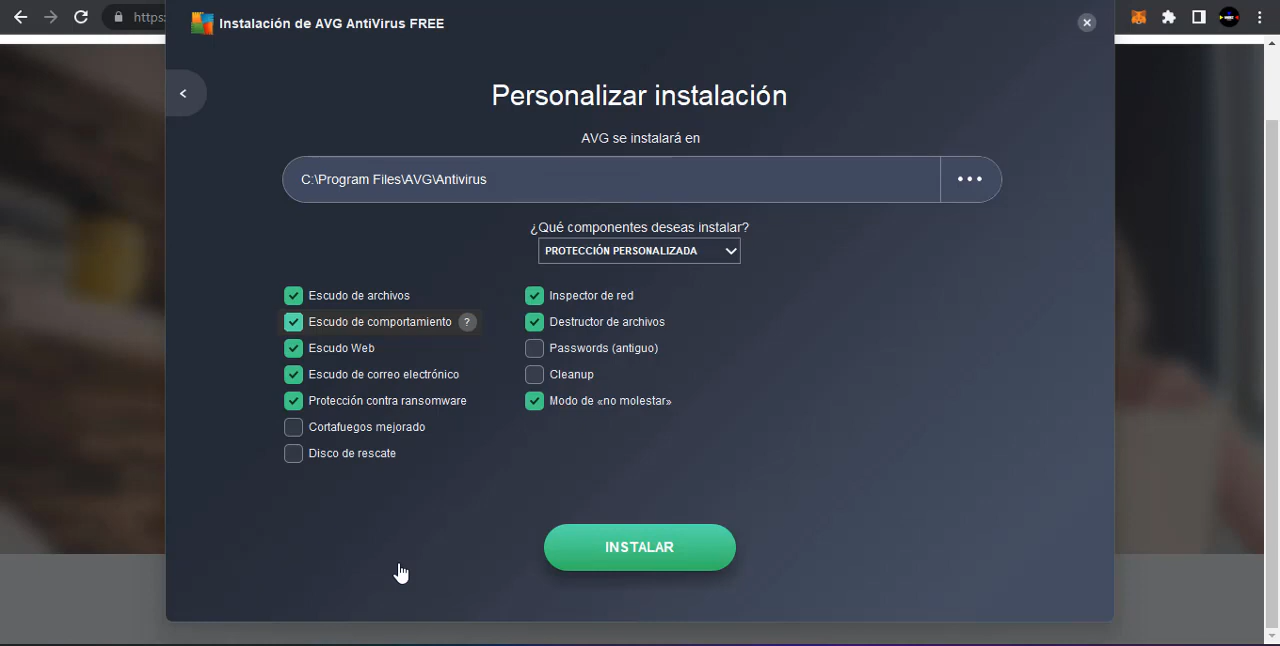 https:
Instalación de AVG AntiVirus FREE
Personalizar instalación
AVG se instalará en
C:\Program Files\AVG\Antivirus
¿Qué componentes deseas instalar?
PROTECCIÓN PERSONALIZADA
Escudo de archivos
Escudo de comportamiento ?
Escudo Web
Escudo de correo electrónico
Protección contra ransomware
Cortafuegos mejorado
Disco de rescate
Inspector de red
Destructor de archivos
Passwords (antiguo)
Cleanup
Modo de «no molestar»
INSTALAR